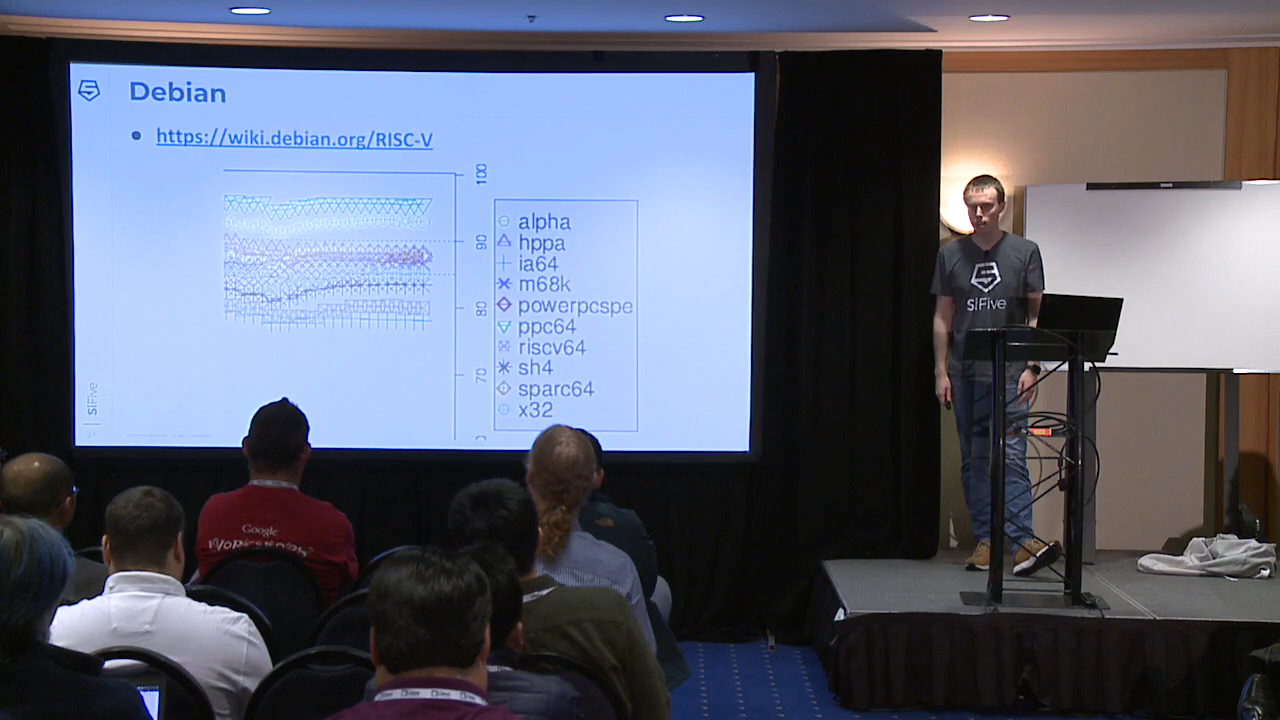 Debian
https://wiki.debian.org/RISC-V
100
90
80
70
alpha
hppa
ia64
m68k
powerpcspe
ppc64
riscv64
sh4
sparc64
x32
SiFive
SiFive
Google